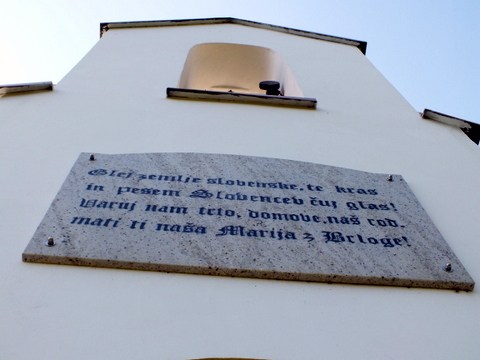 Glej zemlje slovenske, te kras
in pesem Slovencev čuj glas!
Varuj nam trto, domove, naš rod,
mati ti naša Marija z Brloge!